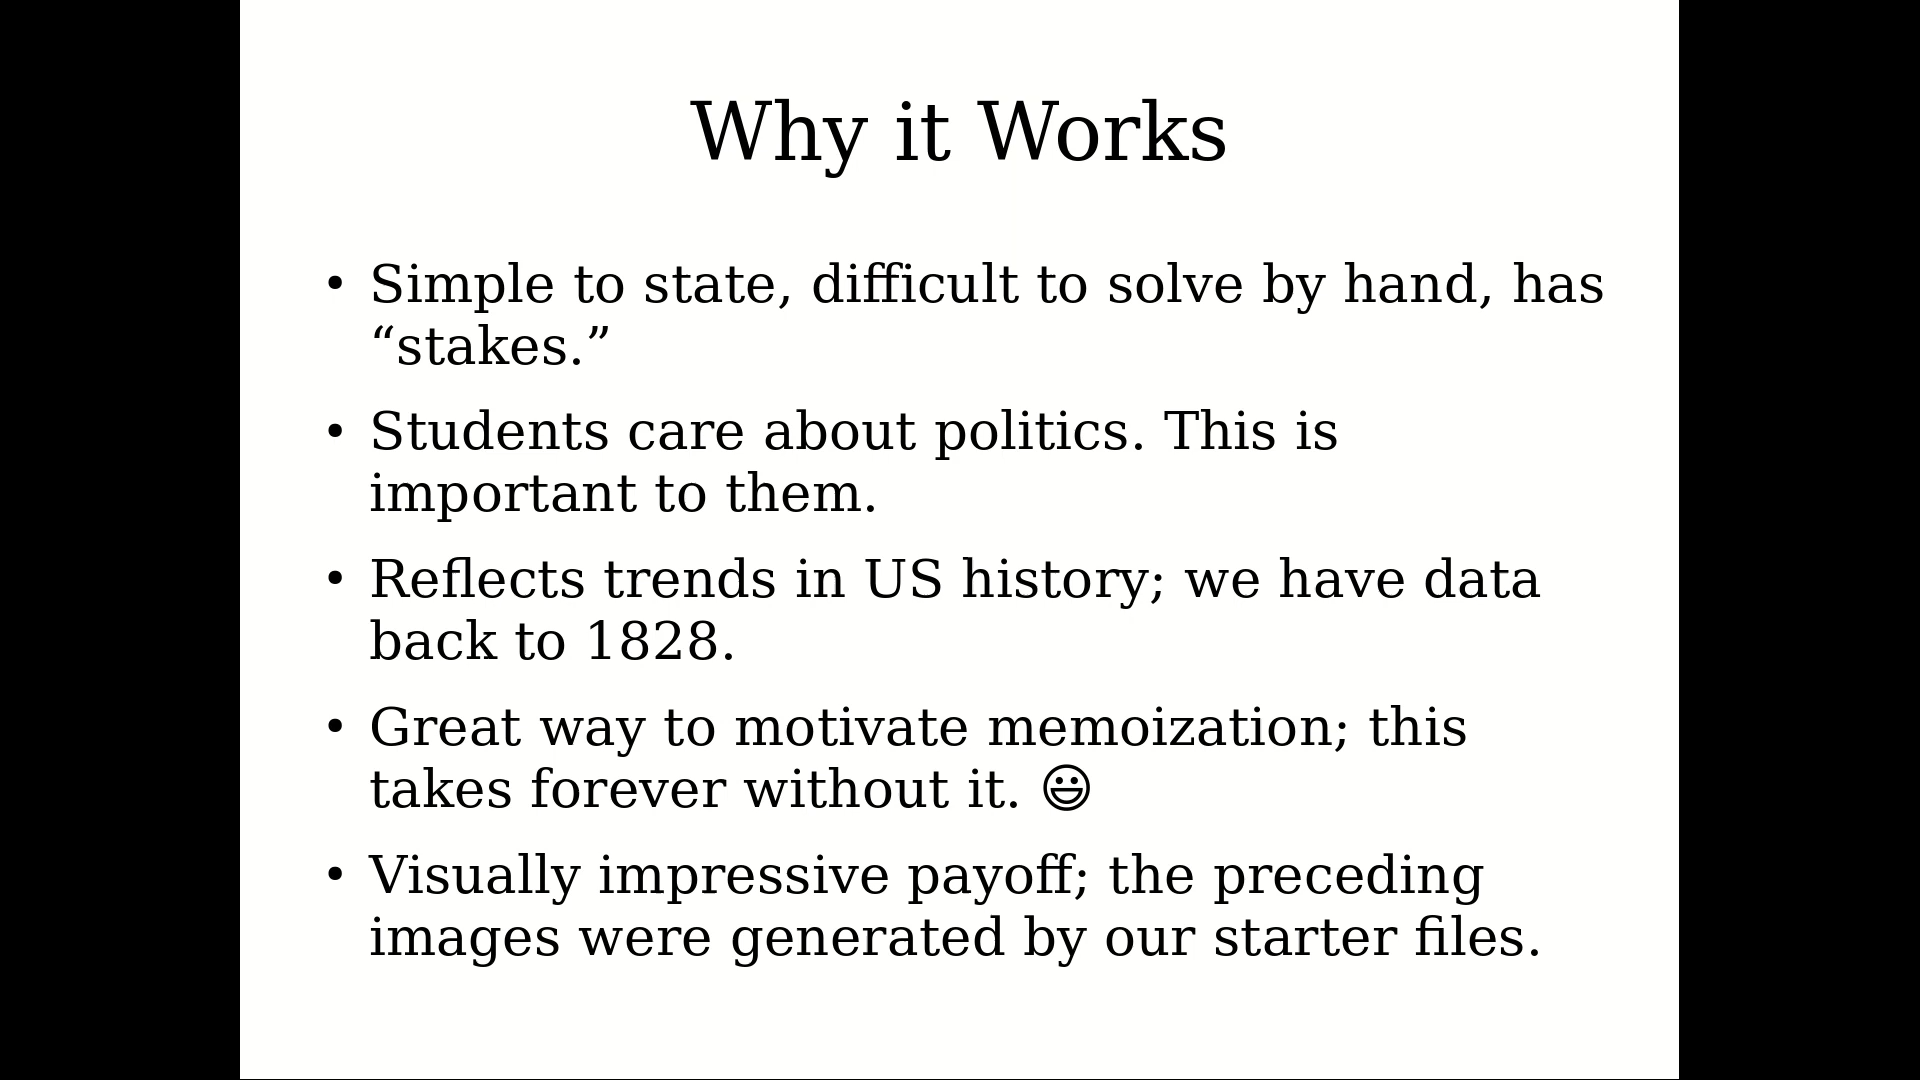 Why it Works
• Simple to state, difficult to solve by hand, has
“stakes.”
• Students care about politics. This is
important to them.
• Reflects trends in US history; we have data
back to 1828.
• Great way to motivate memoization; this
takes forever without it. 😃
• Visually impressive payoff; the preceding
images were generated by our starter files.